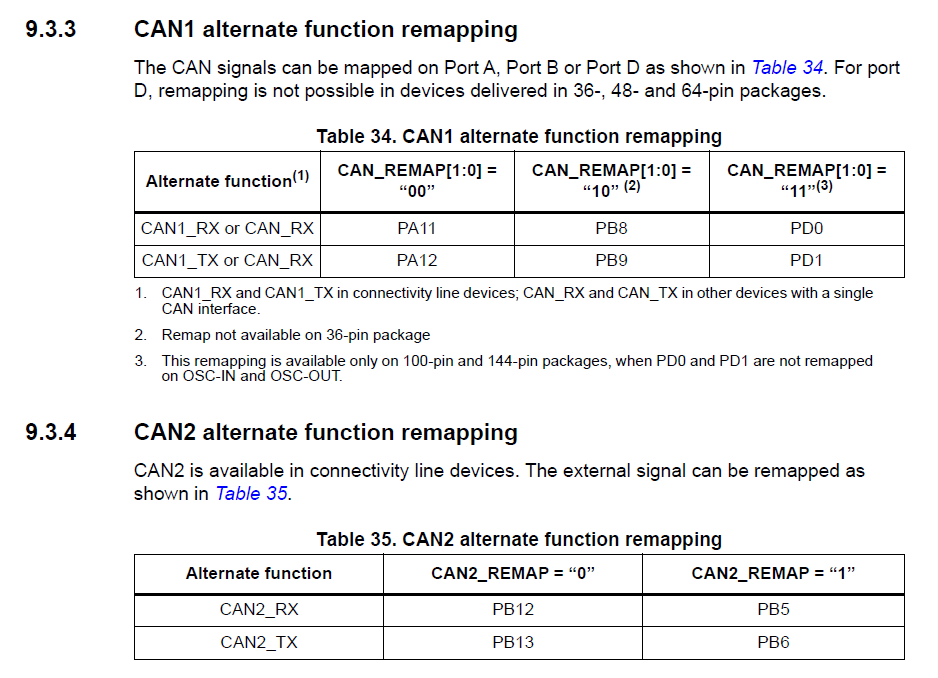 9.3.3 CAN1 alternate function remapping
The CAN signals can be mapped on Port A, Port B or Port D as shown in Table 34. For port
D, remapping is not possible in devices delivered in 36-, 48- and 64-pin packages.
Table 34. CAN1 alternate function remapping
Alternate function(1) CAN_REMAP[1:0] = “00” CAN_REMAP[1:0] = “10” (2) CAN_REMAP[1:0] = “11”(3)
CAN1_RX or CAN_RX PA11 PB8 PD0
CAN1_TX or CAN_RX PA12 PB9 PD1
1. CAN1_RX and CAN1_TX in connectivity line devices; CAN_RX and CAN_TX in other devices with a single
CAN interface.
2. Remap not available on 36-pin package
3. This remapping is available only on 100-pin and 144-pin packages, when PD0 and PD1 are not remapped
on OSC-IN and OSC-OUT.
9.3.4 CAN2 alternate function remapping
CAN2 is available in connectivity line devices. The external signal can be remapped as
shown in Table 35.
Table 35. CAN2 alternate function remapping
Alternate function CAN2_REMAP = “0” CAN2_REMAP = “1”
CAN2_RX PB12 PB5
CAN2_TX PB13 PB6